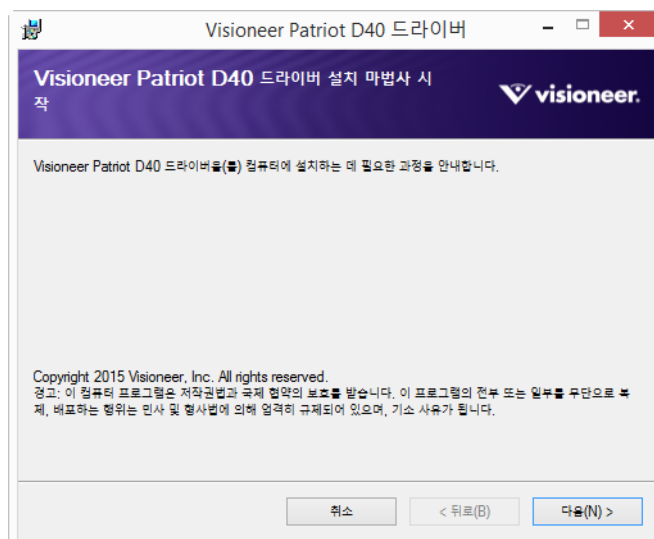 Visioneer Patriot D40 드라이버
Visioneer Patriot D40 드라이버 설치 마법사 시
작
visioneer.
Visioneer Patriot D40 드라이버을(를) 컴퓨터에 설치하는 데 필요한 과정을 안내합니다.
Copyright 2015 Visioneer, Inc. All rights reserved.
경고: 이 컴퓨터 프로그램은 저작권법과 국제 협약의 보호를 받습니다. 이 프로그램의 전부 또는 일부를 무단으로 복
제, 배포하는 행위는 민사 및 형사법에 의해 엄격히 규제되어 있으며, 기소 사유가 됩니다.
취소
< 뒤로(B)
다음(N) >